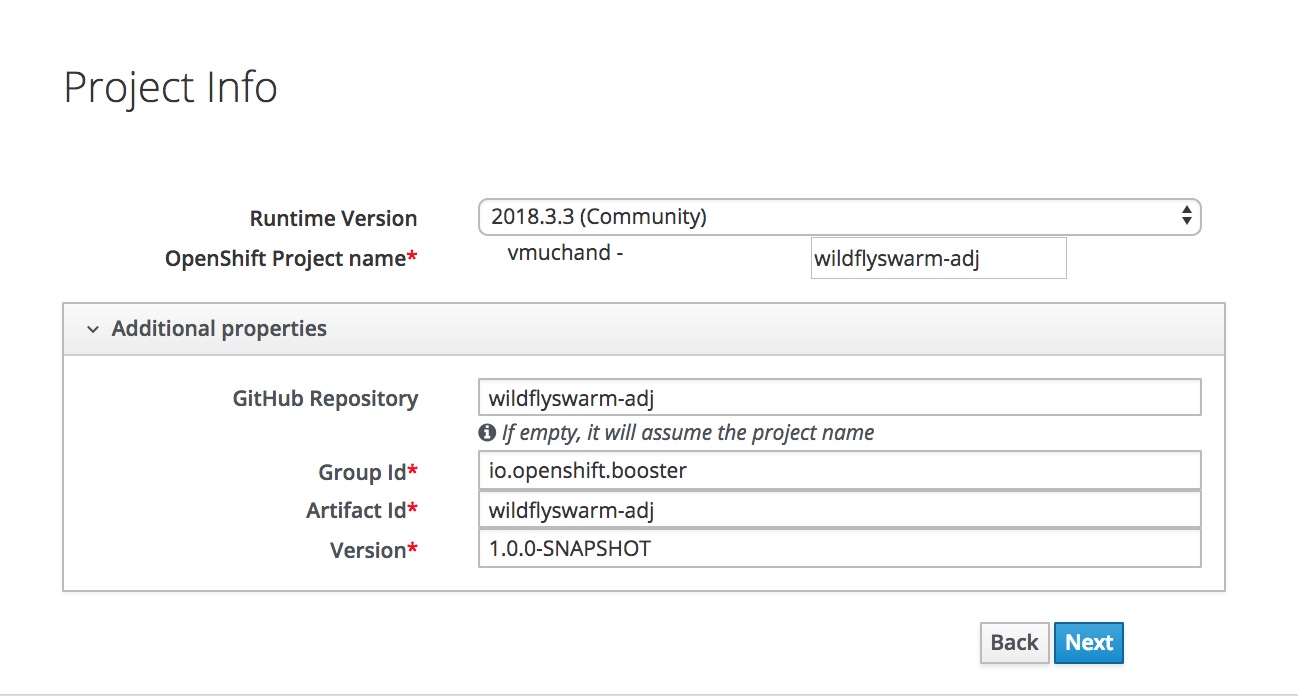 Project Info
Runtime Version 2018.3.3 (Community)
OpenShift Project name* vmuchand - wildflyswarm-adj
Additional properties
GitHub Repository wildflyswarm-adj
If empty, it will assume the project name
Group Id* io.openshift.booster
Artifact Id* wildflyswarm-adj
Version* 1.0.0-SNAPSHOT
Back Next